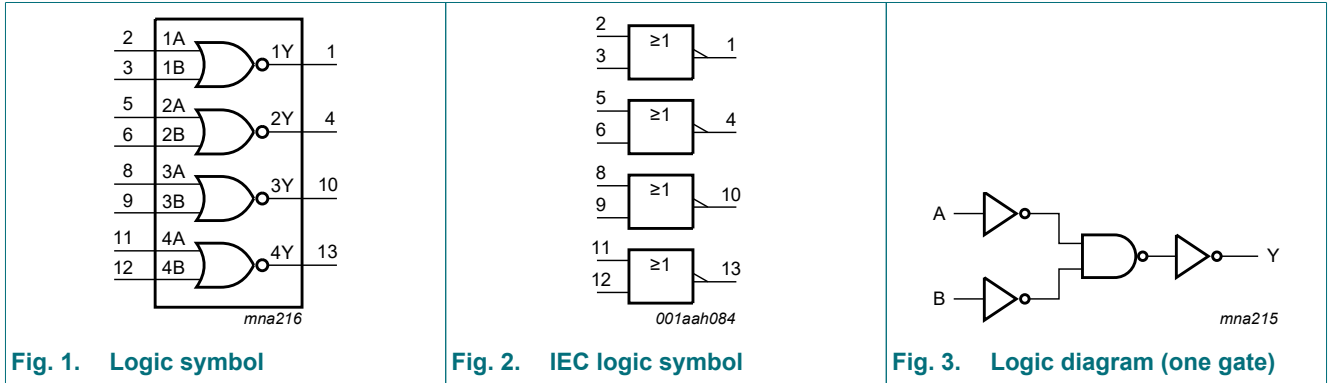 2 1A 1Y 1
3 1B
5 2A 2Y 4
6 2B
8 3A 3Y 10
9 3B
11 4A 4Y 13
12 4B
mna216
Fig. 1. Logic symbol
2 ≥1 1
3
5 ≥1 4
6
8 ≥1 10
9
11 ≥1 13
12
001aah084
Fig. 2. IEC logic symbol
A
Y
B
mna215
Fig. 3. Logic diagram (one gate)